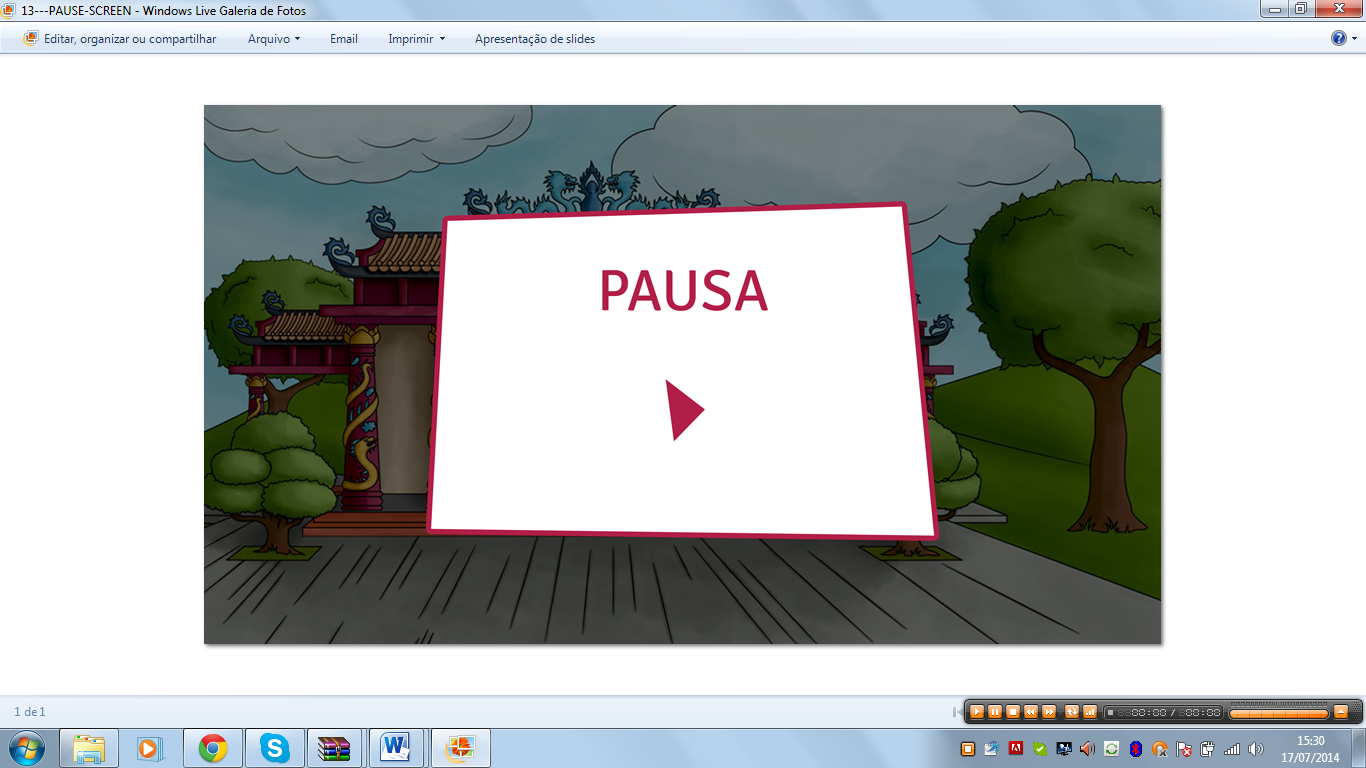 13---PAUSE-SCREEN - Windows Live Galeria de Fotos
Editar, organizar ou compartilhar Arquivo Email Imprimir Apresentação de slides
PAUSA
1 de 1
00:00 / 00:00
15:30
17/07/2014